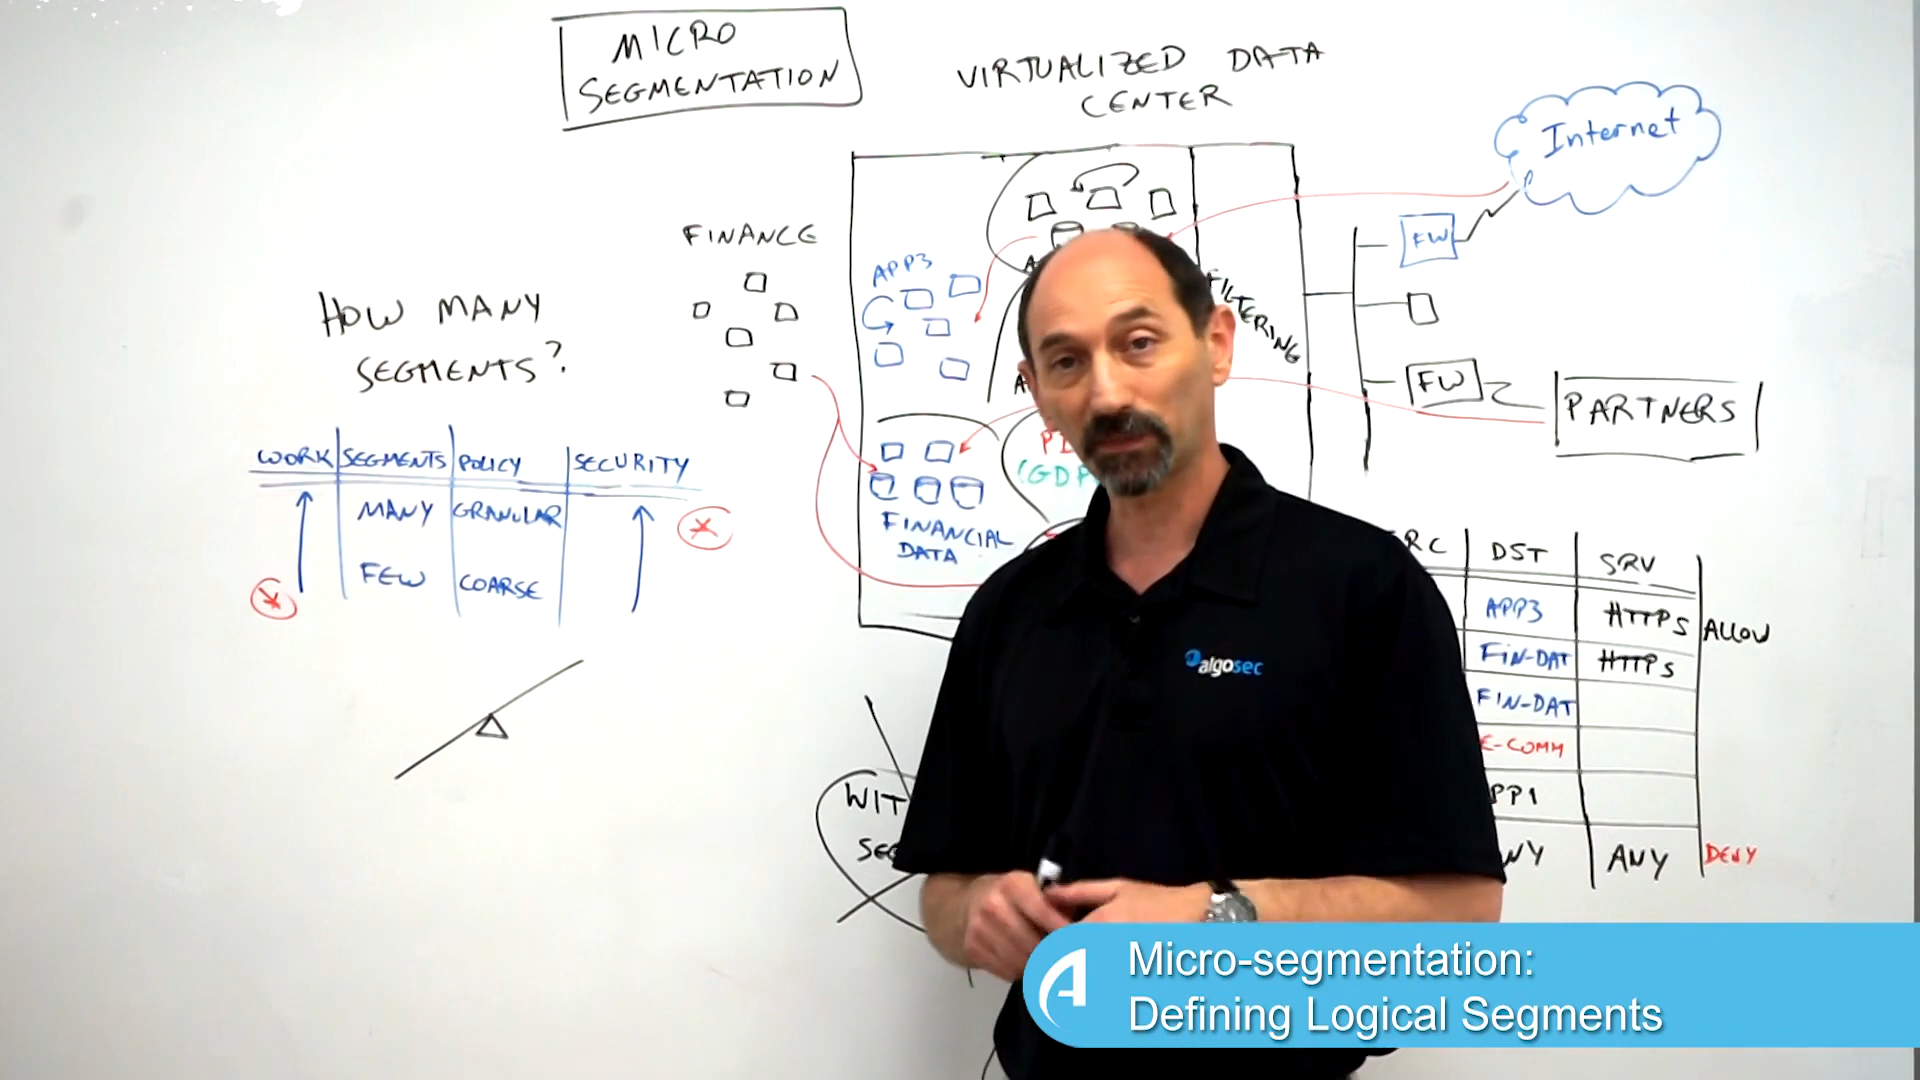 MICRO
SEGMENTATION
VIRTUALIZED DATA
CENTER
Internet
FINANCE
APP3
FILTERING
FW
FW
PARTNERS
HOW MANY
SEGMENTS?
WORK SEGMENTS POLICY SECURITY
MANY GRANULAR
FEW COARSE
FINANCIAL
DATA
DST SRV
APP3 HTTPS ALLOW
FIN-DAT HTTPS
FIN-DAT
E-COMM
ANY DENY
algosec
Micro-segmentation:
Defining Logical Segments